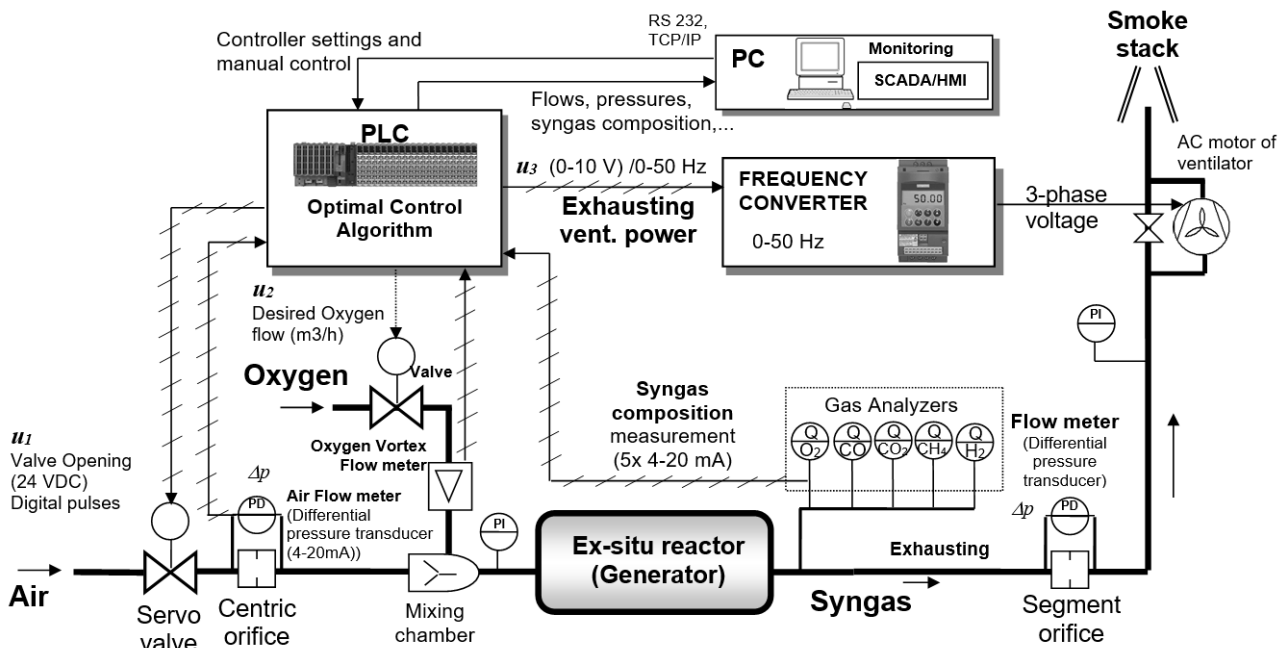 Smoke
stack
RS 232,
TCP/IP
Controller settings and
manual control
PC
Monitoring
SCADA/HMI
Flows, pressures,
syngas composition,...
AC motor of
ventilator
PLC
Optimal Control
Algorithm
u3 (0-10 V) /0-50 Hz
Exhausting
vent. power
FREQUENCY
CONVERTER
0-50 Hz
50.00
3-phase
voltage
u2
Desired Oxygen
flow (m3/h)
PI
Valve
Oxygen
Oxygen Vortex
Flow meter
Syngas
composition
measurement
(5x 4-20 mA)
Gas Analyzers
Q
O2
Q
CO
Q
CO2
Q
CH4
Q
H2
Flow meter
(Differential
pressure
transducer)
Δp
PD
u1
Valve Opening
(24 VDC)
Digital pulses
Δp
PD
Air Flow meter
(Differential
pressure transducer
(4-20mA))
PI
Ex-situ reactor
(Generator)
Exhausting
Air
Servo
valve
Centric
orifice
Mixing
chamber
Syngas
Segment
orifice